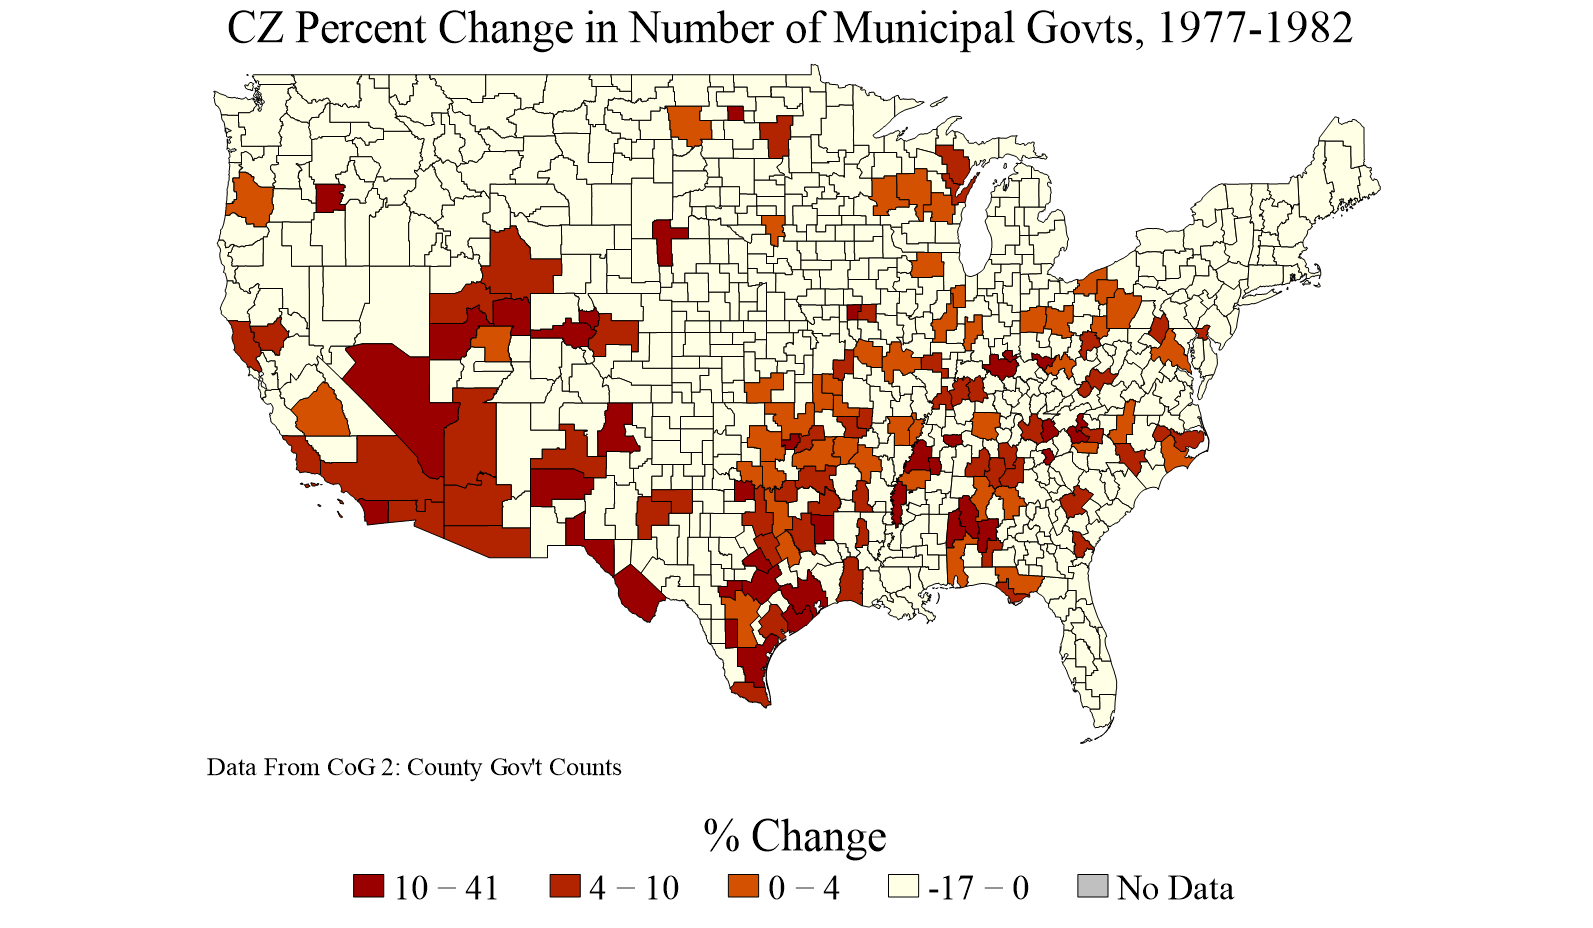 CZ Percent Change in Number of Municipal Govts, 1977-1982
Data From CoG 2: County Gov't Counts
% Change
10 – 41 4 – 10 0 – 4 -17 – 0 No Data